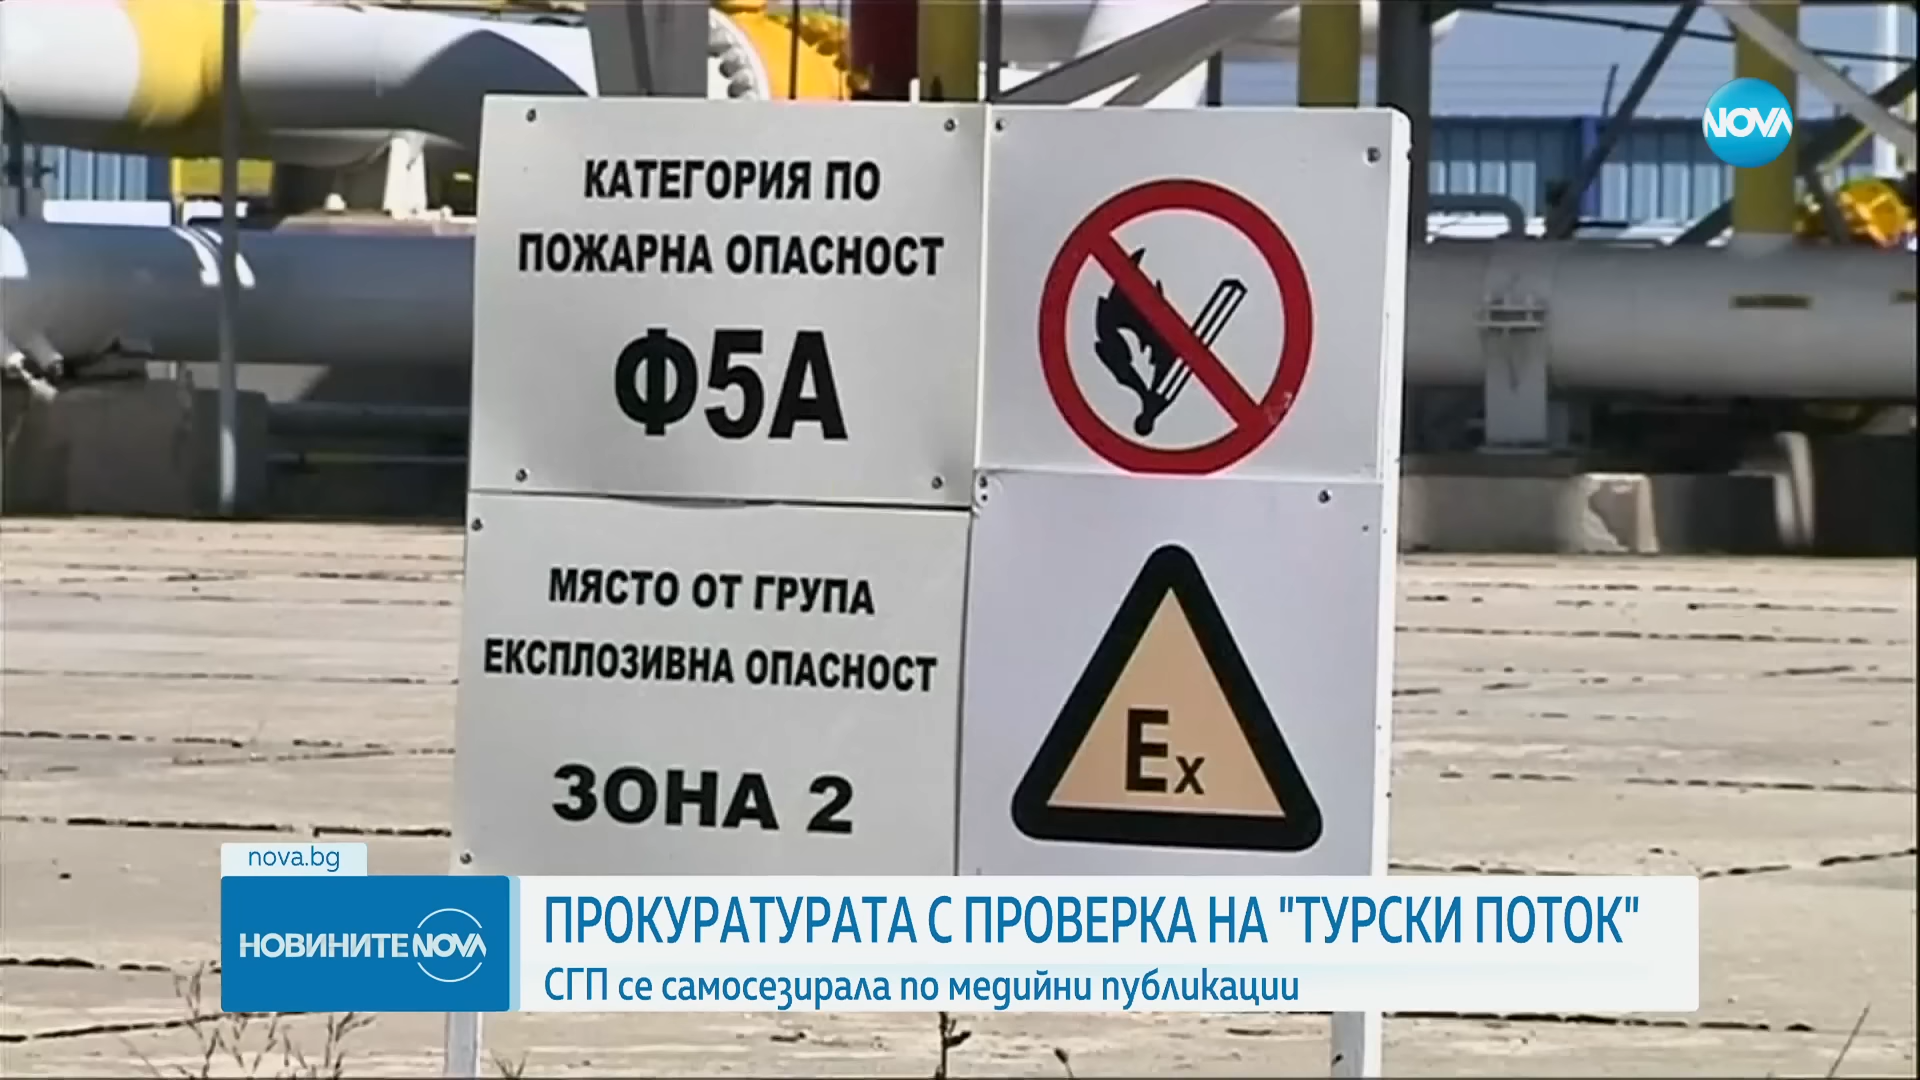 NOVA
КАТЕГОРИЯ ПО
ПОЖАРНА ОПАСНОСТ
Ф5А
МЯСТО ОТ ГРУПА
ЕКСПЛОЗИВНА ОПАСНОСТ
ЗОНА 2
Ex
nova.bg
НОВИНИТЕ NOVA
ПРОКУРАТУРАТА С ПРОВЕРКА НА "ТУРСКИ ПОТОК"
СГП се самосезирала по медийни публикации